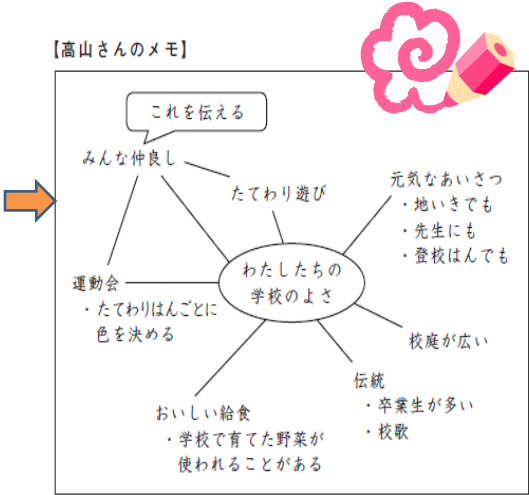 【高山さんのメモ】
これを伝える
みんな仲良し
たてわり遊び
元気なあいさつ
・地いきでも
・先生にも
・登校はんでも
わたしたちの
学校のよさ
運動会
・たてわりはんごとに
色を決める
校庭が広い
伝統
・卒業生が多い
・校歌
おいしい給食
・学校で育てた野菜が
使われることがある